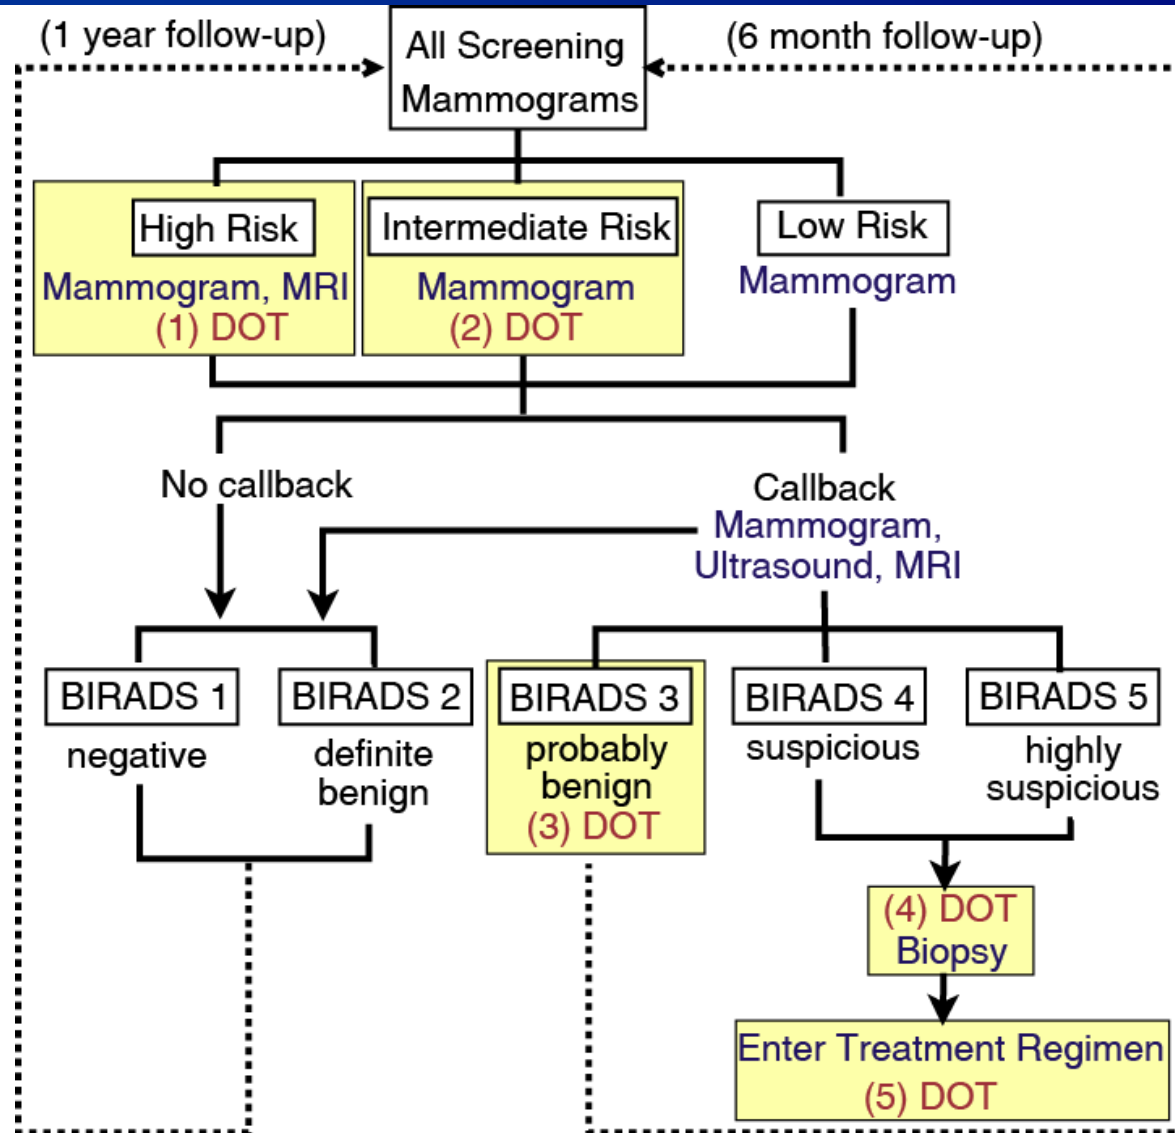 (1 year follow-up)
All Screening
Mammograms
(6 month follow-up)
High Risk
Mammogram, MRI
(1) DOT
Intermediate Risk
Mammogram
(2) DOT
Low Risk
Mammogram
No callback
Callback
Mammogram,
Ultrasound, MRI
BIRADS 1
negative
BIRADS 2
definite
benign
BIRADS 3
probably
benign
(3) DOT
BIRADS 4
suspicious
BIRADS 5
highly
suspicious
(4) DOT
Biopsy
Enter Treatment Regimen
(5) DOT